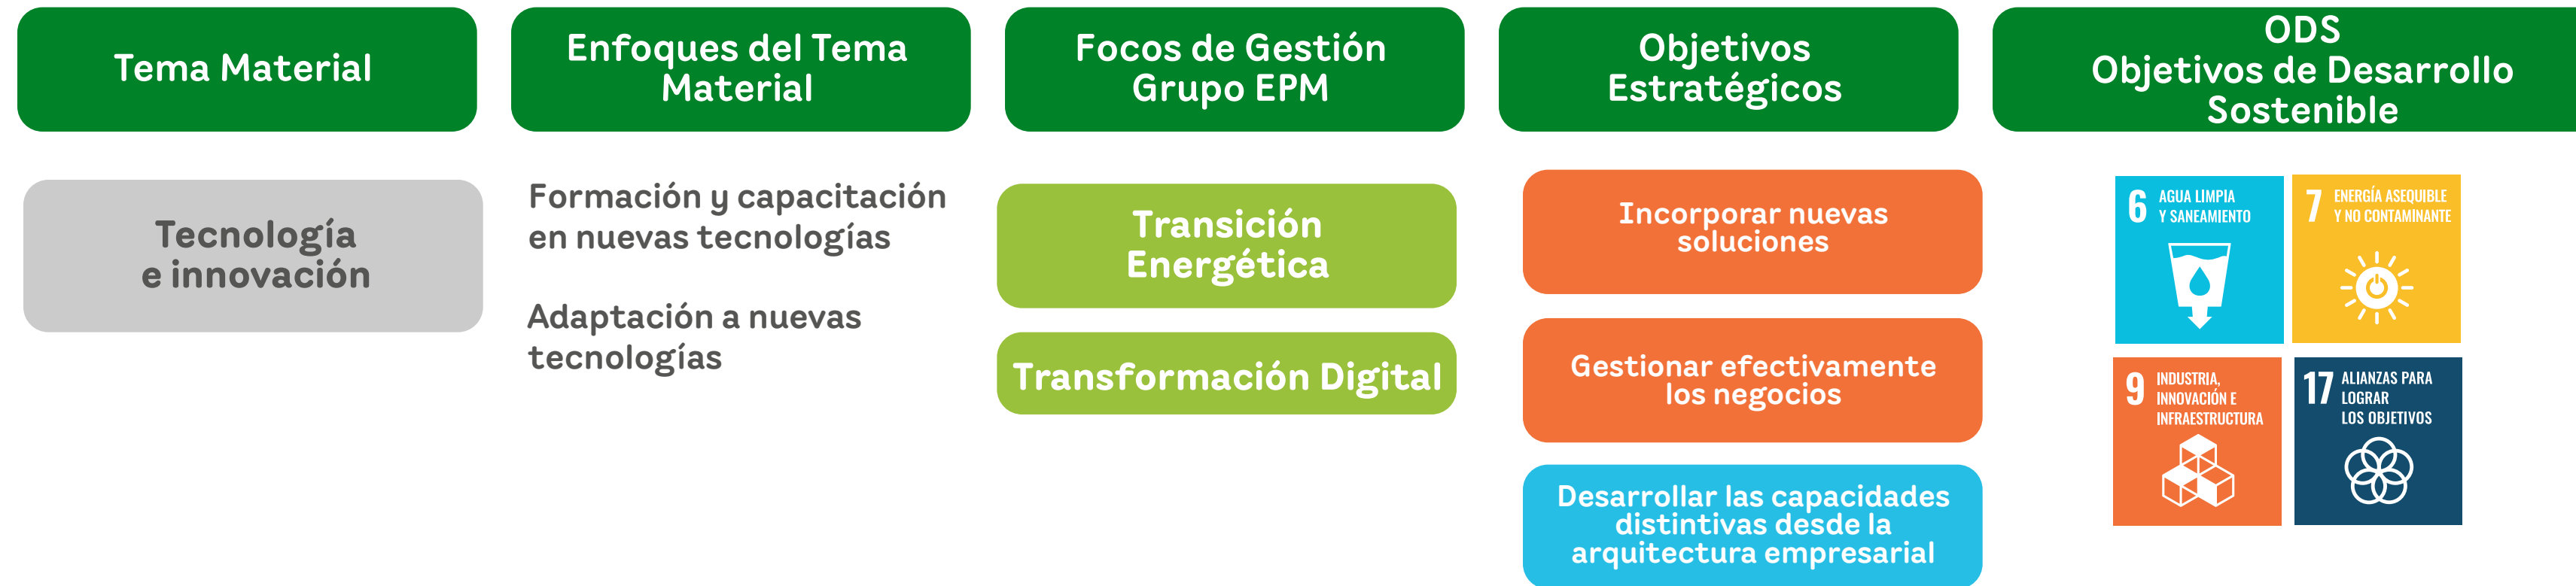 Tema Material
Enfoques del Tema
Material
Focos de Gestión
Grupo EPM
Objetivos
Estratégicos
ODS
Objetivos de Desarrollo
Sostenible
Tecnología
e innovación
Formación y capacitación
en nuevas tecnologías
Adaptación a nuevas
tecnologías
Transición
Energética
Transformación Digital
Incorporar nuevas
soluciones
Gestionar efectivamente
los negocios
Desarrollar las capacidades
distintivas desde la
arquitectura empresarial
6 AGUA LIMPIA
Y SANEAMIENTO
7 ENERGÍA ASEQUIBLE
Y NO CONTAMINANTE
9 INDUSTRIA,
INNOVACIÓN E
INFRAESTRUCTURA
17 ALIANZAS PARA
LOGRAR
LOS OBJETIVOS